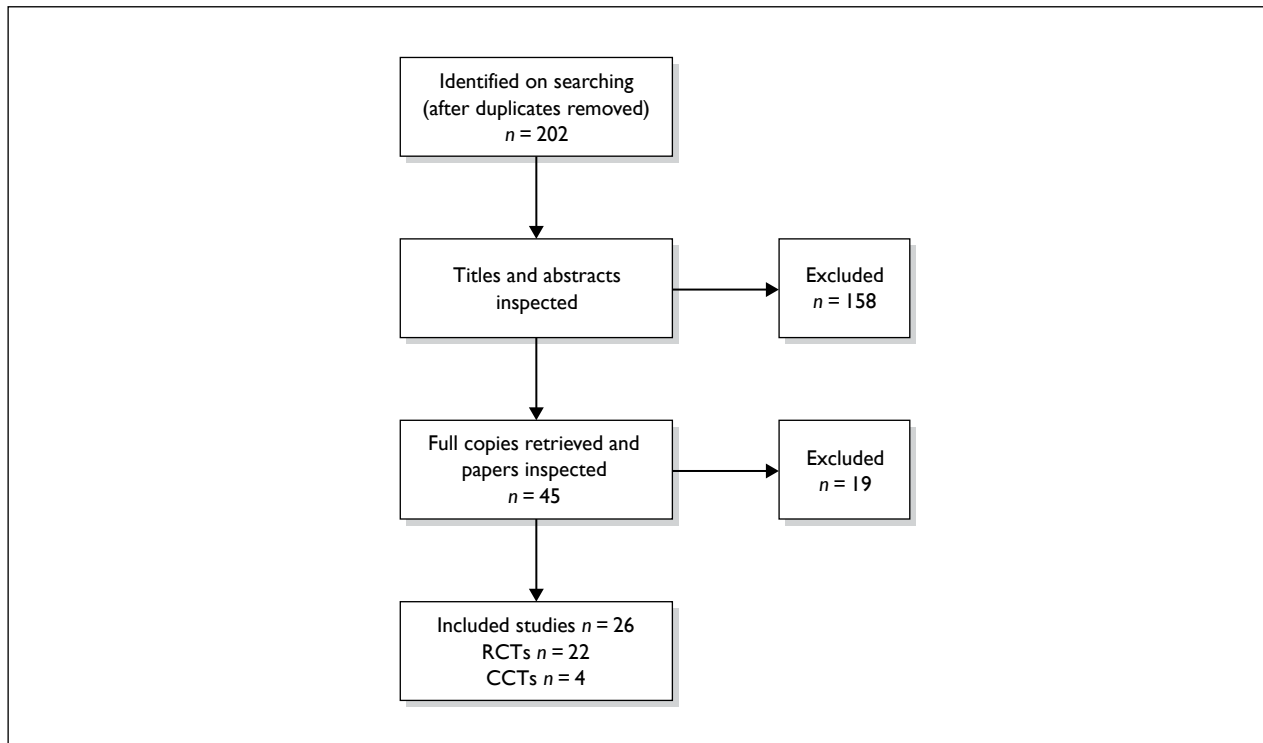 Identified on searching
(after duplicates removed)
n = 202
Titles and abstracts
inspected
Excluded
n = 158
Full copies retrieved and
papers inspected
n = 45
Excluded
n = 19
Included studies n = 26
RCTs n = 22
CCTs n = 4